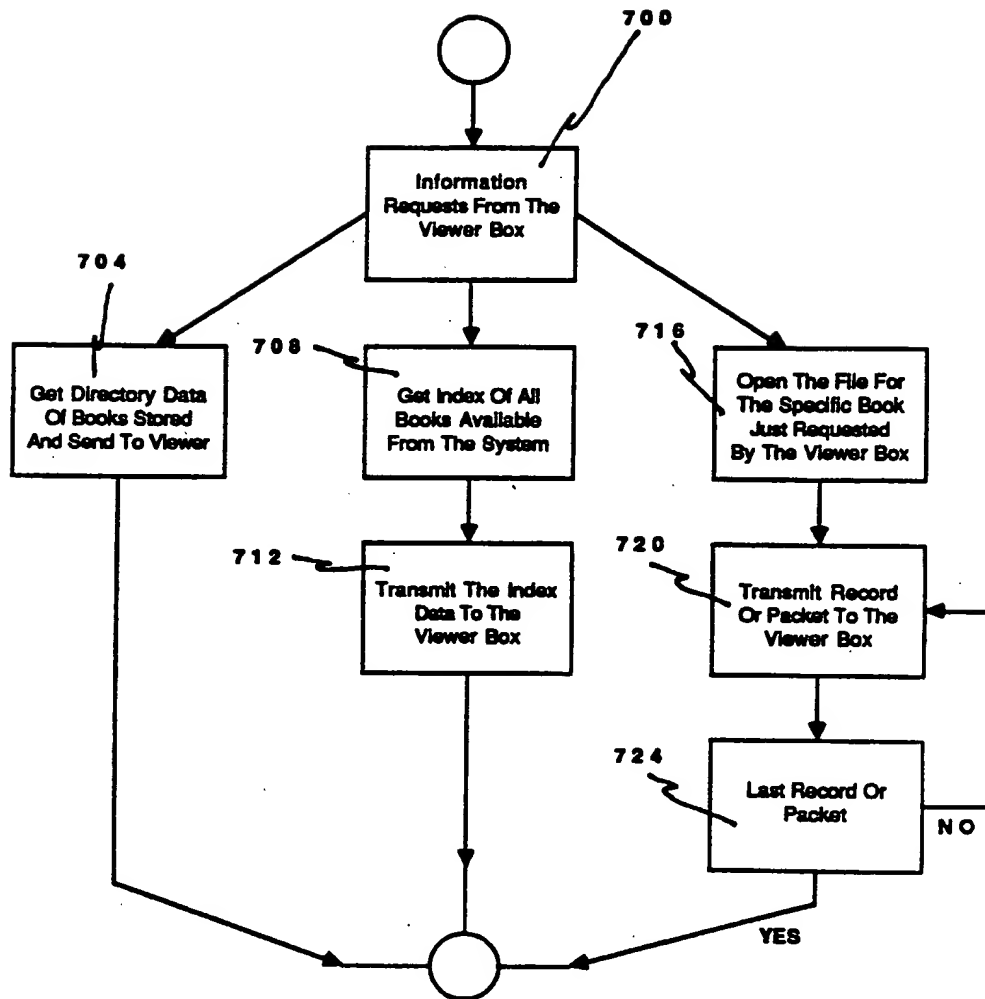 700
Information
Requests From The
Viewer Box
704
Get Directory Data
Of Books Stored
And Send To Viewer
708
Get Index Of All
Books Available
From The System
716
Open The File For
The Specific Book
Just Requested
By The Viewer Box
712
Transmit The Index
Data To The
Viewer Box
720
Transmit Record
Or Packet To The
Viewer Box
724
Last Record Or
Packet
NO
YES